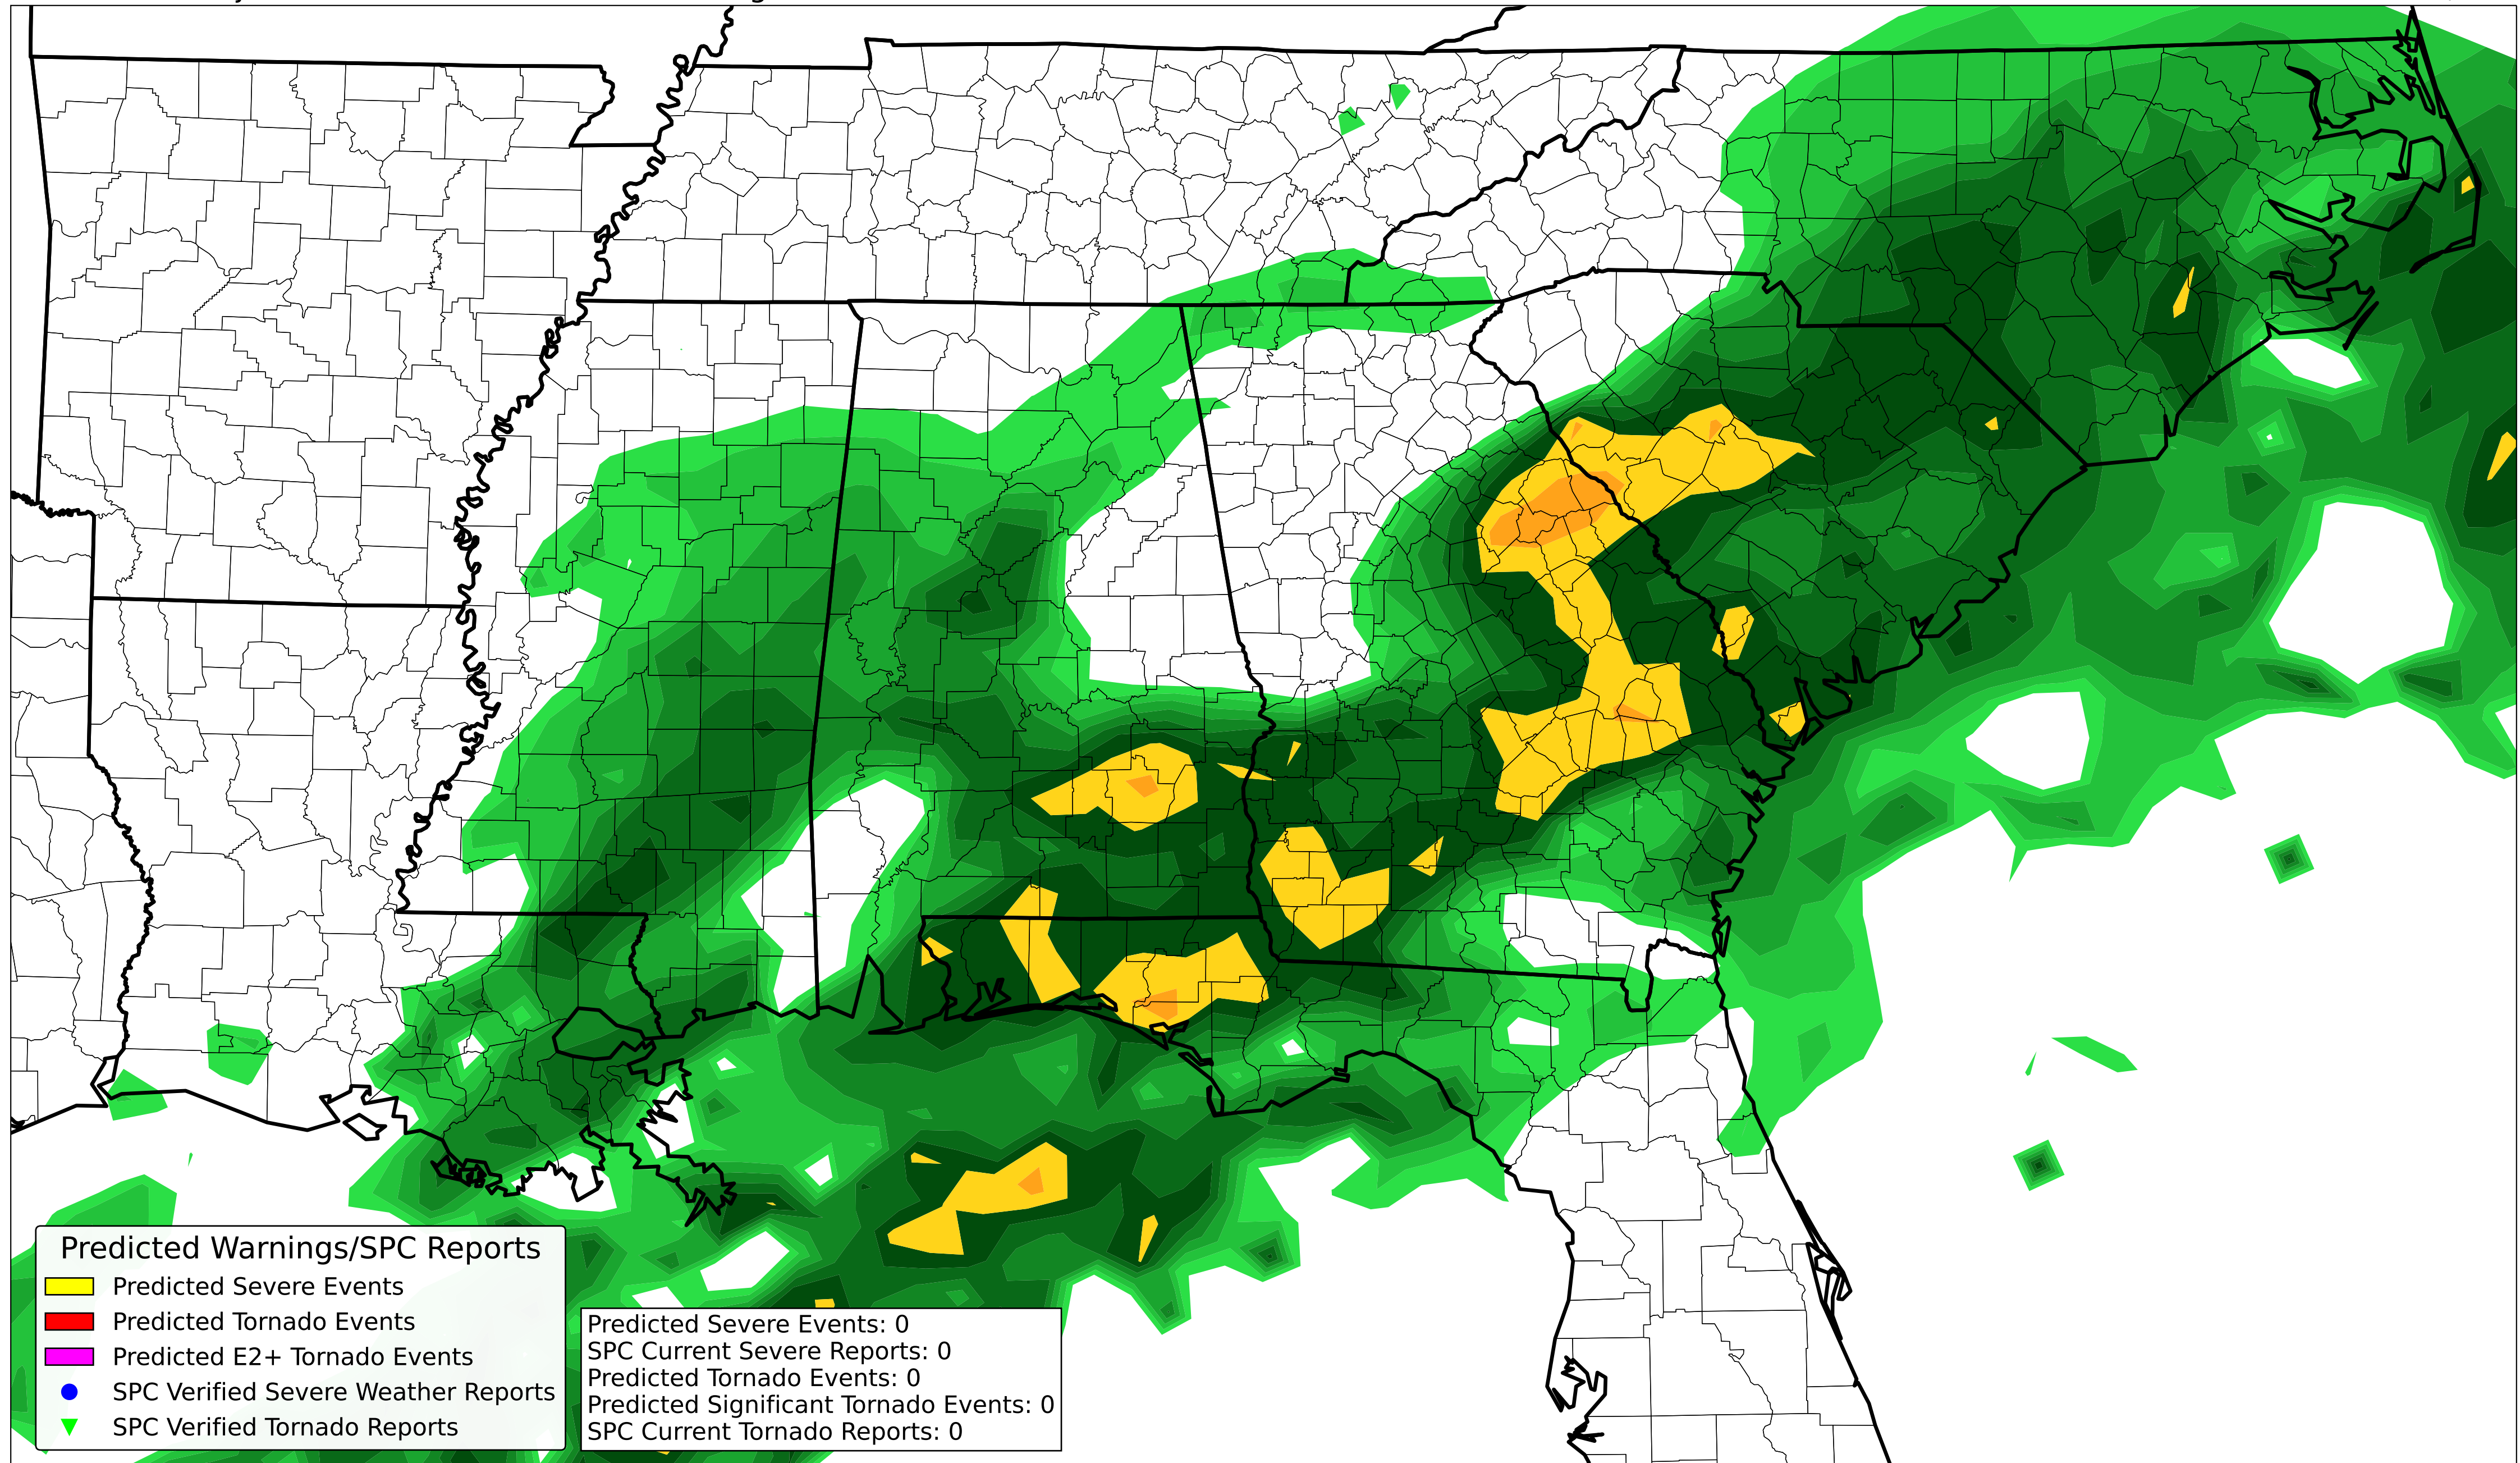 Predicted Warnings/SPC Reports
Predicted Severe Events
Predicted Tornado Events
Predicted E2+ Tornado Events
SPC Verified Severe Weather Reports
SPC Verified Tornado Reports
Predicted Severe Events: 0
SPC Current Severe Reports: 0
Predicted Tornado Events: 0
Predicted Significant Tornado Events: 0
SPC Current Tornado Reports: 0